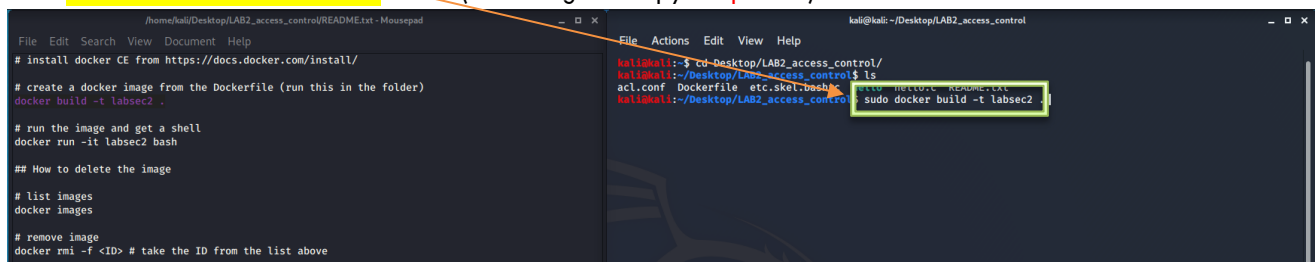 /home/kali/Desktop/LAB2_access_control/README.txt - Mousepad
File Edit Search View Document Help
# install docker CE from https://docs.docker.com/install/
# create a docker image from the Dockerfile (run this in the folder)
docker build -t labsec2 .
# run the image and get a shell
docker run -it labsec2 bash
## How to delete the image
# list images
docker images
# remove image
docker rmi -f <ID> # take the ID from the list above
kali@kali: ~/Desktop/LAB2_access_control
File Actions Edit View Help
kali@kali:~$ cd Desktop/LAB2_access_control/
kali@kali:~/Desktop/LAB2_access_control$ ls
acl.conf Dockerfile etc.skel.bashrc hello hello.c README.txt
kali@kali:~/Desktop/LAB2_access_control$ sudo docker build -t labsec2 .